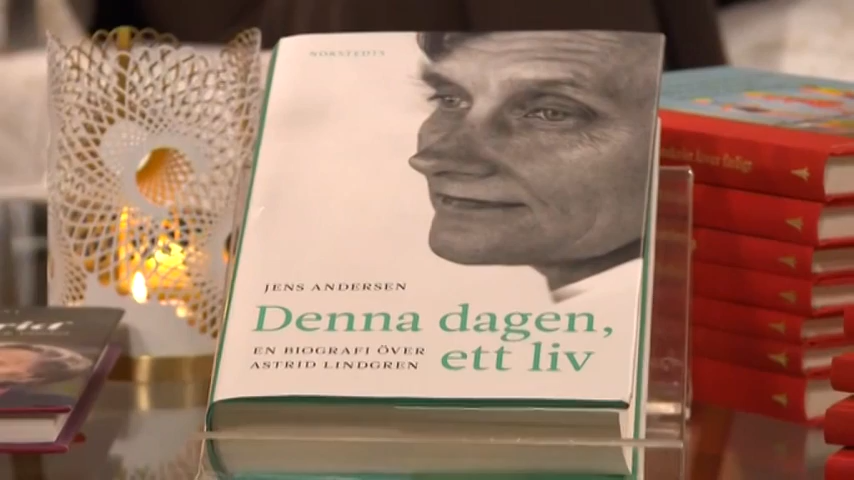 NORSTEDTS
JENS ANDERSEN
Denna dagen,
ett liv
EN BIOGRAFI ÖVER
ASTRID LINDGREN